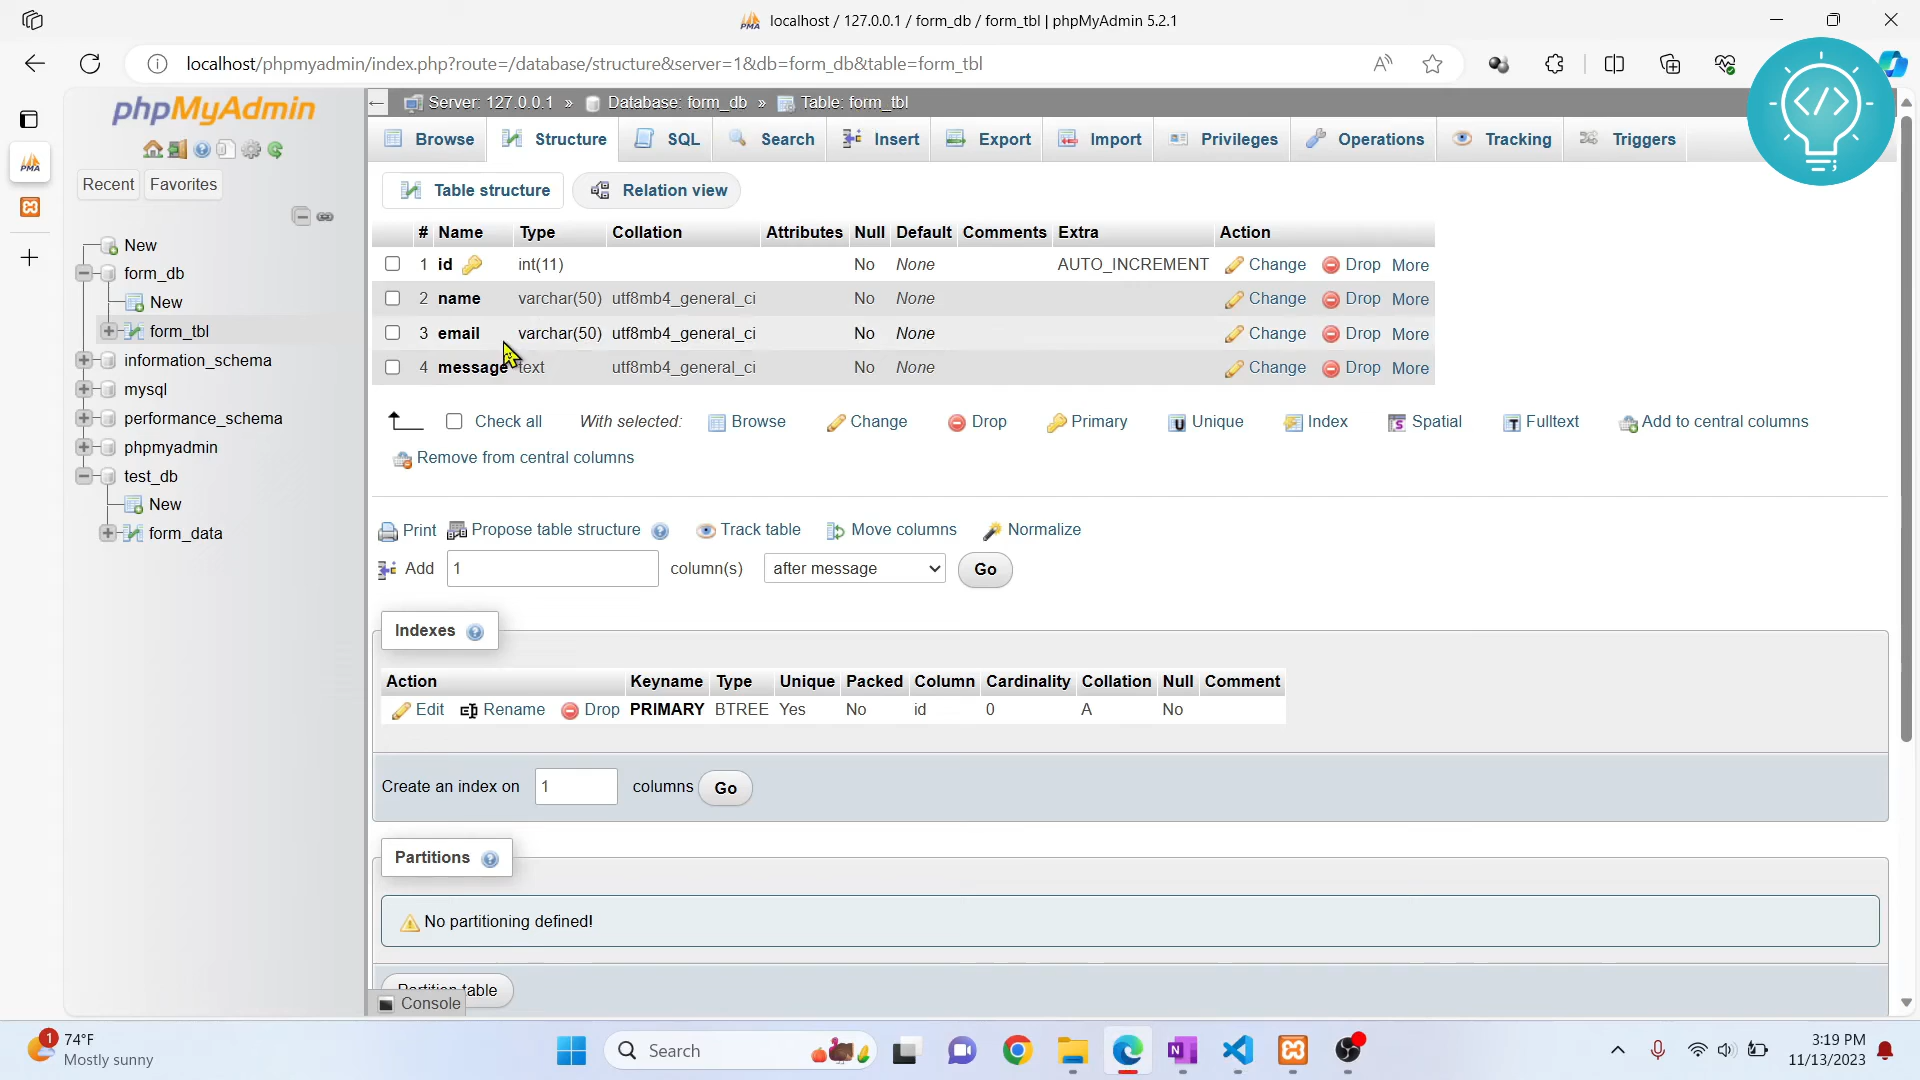 localhost / 127.0.0.1 / form_db / form_tbl | phpMyAdmin 5.2.1
localhost/phpmyadmin/index.php?route=/database/structure&server=1&db=form_db&table=form_tbl
phpMyAdmin
Recent Favorites
New
form_db
New
form_tbl
information_schema
mysql
performance_schema
phpmyadmin
test_db
New
form_data
Server: 127.0.0.1 » Database: form_db » Table: form_tbl
Browse Structure SQL Search Insert Export Import Privileges Operations Tracking Triggers
Table structure Relation view
# Name Type Collation Attributes Null Default Comments Extra Action
1 id int(11) No None AUTO_INCREMENT Change Drop More
2 name varchar(50) utf8mb4_general_ci No None Change Drop More
3 email varchar(50) utf8mb4_general_ci No None Change Drop More
4 message text utf8mb4_general_ci No None Change Drop More
Check all With selected: Browse Change Drop Primary Unique Index Spatial Fulltext Add to central columns
Remove from central columns
Print Propose table structure Track table Move columns Normalize
Add 1 column(s) after message Go
Indexes
Action Keyname Type Unique Packed Column Cardinality Collation Null Comment
Edit Rename Drop PRIMARY BTREE Yes No id 0 A No
Create an index on 1 columns Go
Partitions
No partitioning defined!
Partition table
Console
1
74°F
Mostly sunny
Search
3:19 PM
11/13/2023